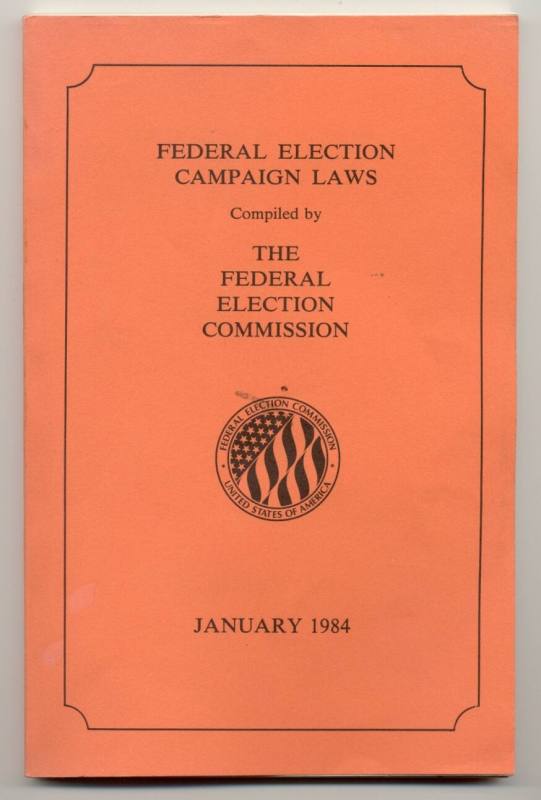 FEDERAL ELECTION
CAMPAIGN LAWS
Compiled by
THE
FEDERAL
ELECTION
COMMISSION
FEDERAL ELECTION COMMISSION
UNITED STATES OF AMERICA
JANUARY 1984